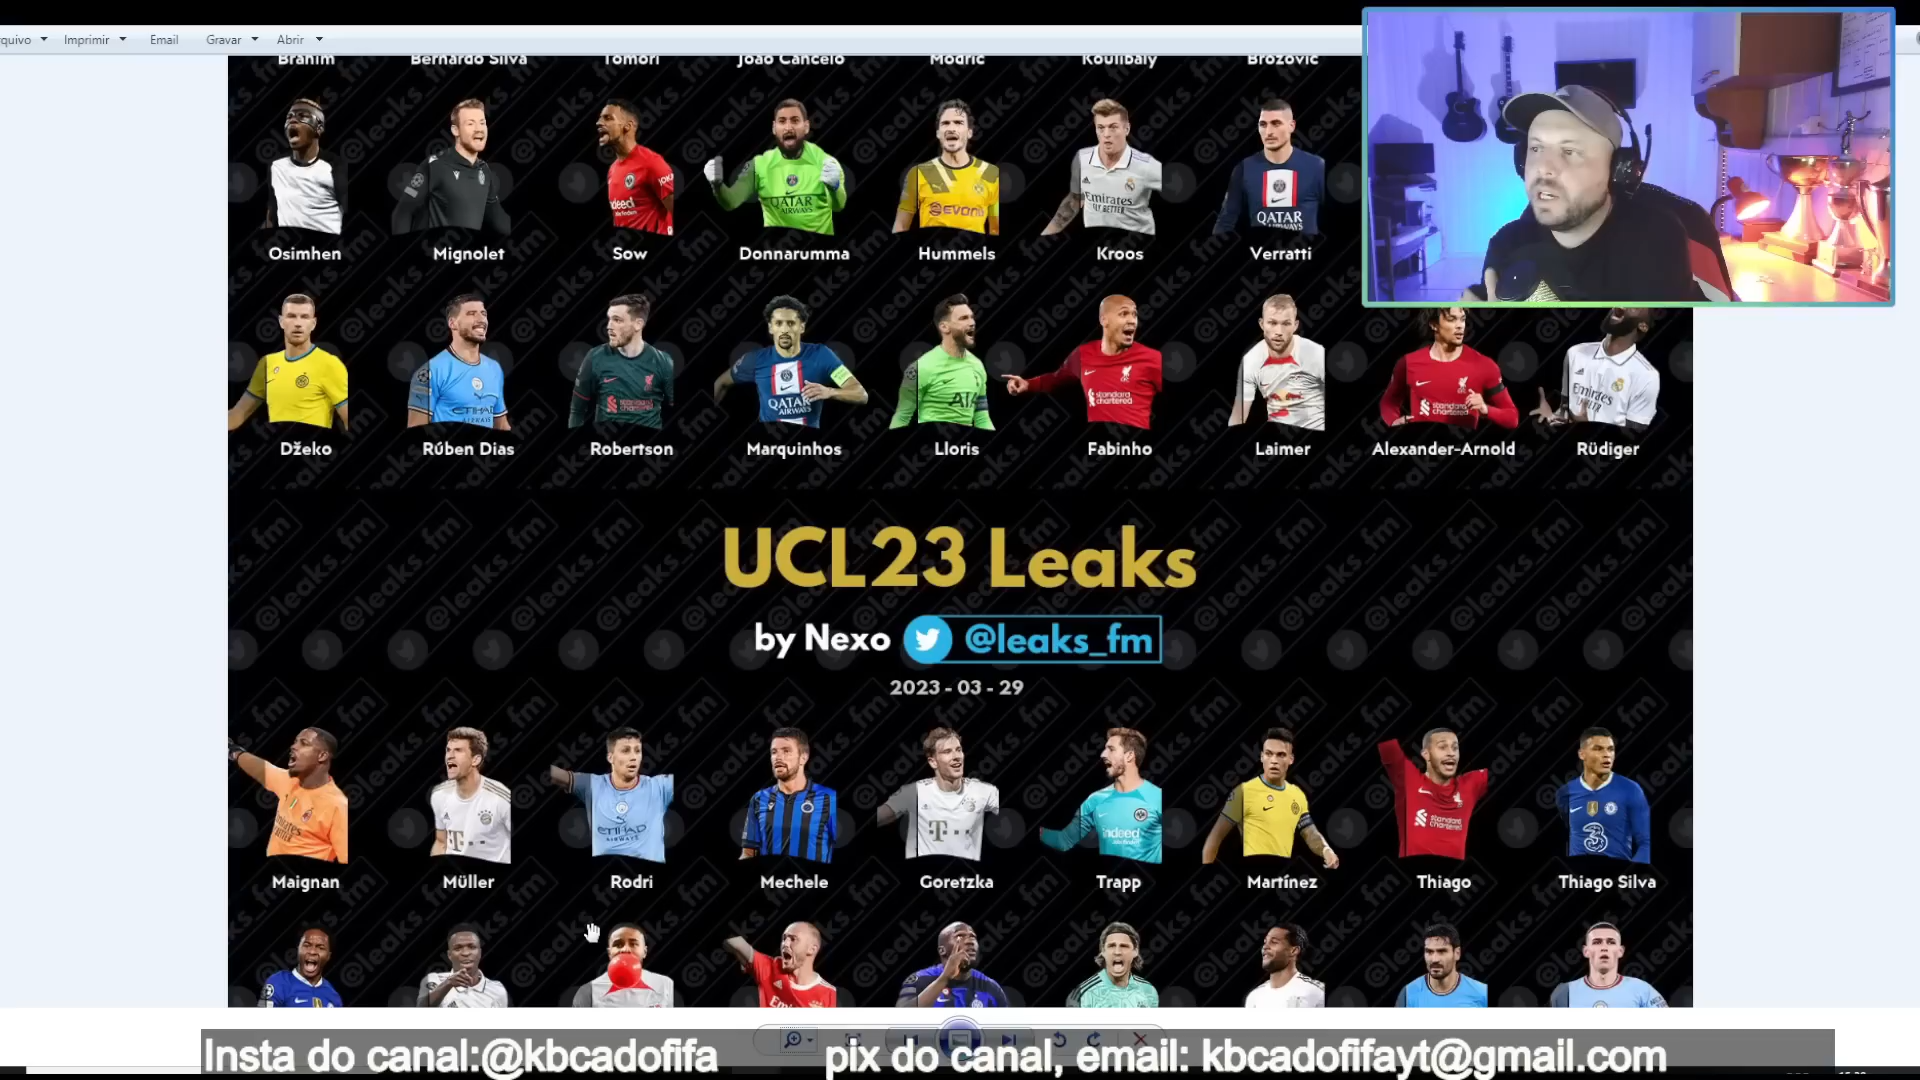 Imprimir
Email
Gravar
Abrir
Brahim
Bernardo Silva
Tomori
João Cancelo
Modric
Koulibaly
Brozovic
Osimhen
Mignolet
Sow
Donnarumma
Hummels
Kroos
Verratti
Džeko
Rúben Dias
Robertson
Marquinhos
Lloris
Fabinho
Laimer
Alexander-Arnold
Rüdiger
UCL23 Leaks
by Nexo @leaks_fm
2023 - 03 - 29
Maignan
Müller
Rodri
Mechele
Goretzka
Trapp
Martínez
Thiago
Thiago Silva
Insta do canal:@kbcadofifa
pix do canal, email: kbcadofifayt@gmail.com